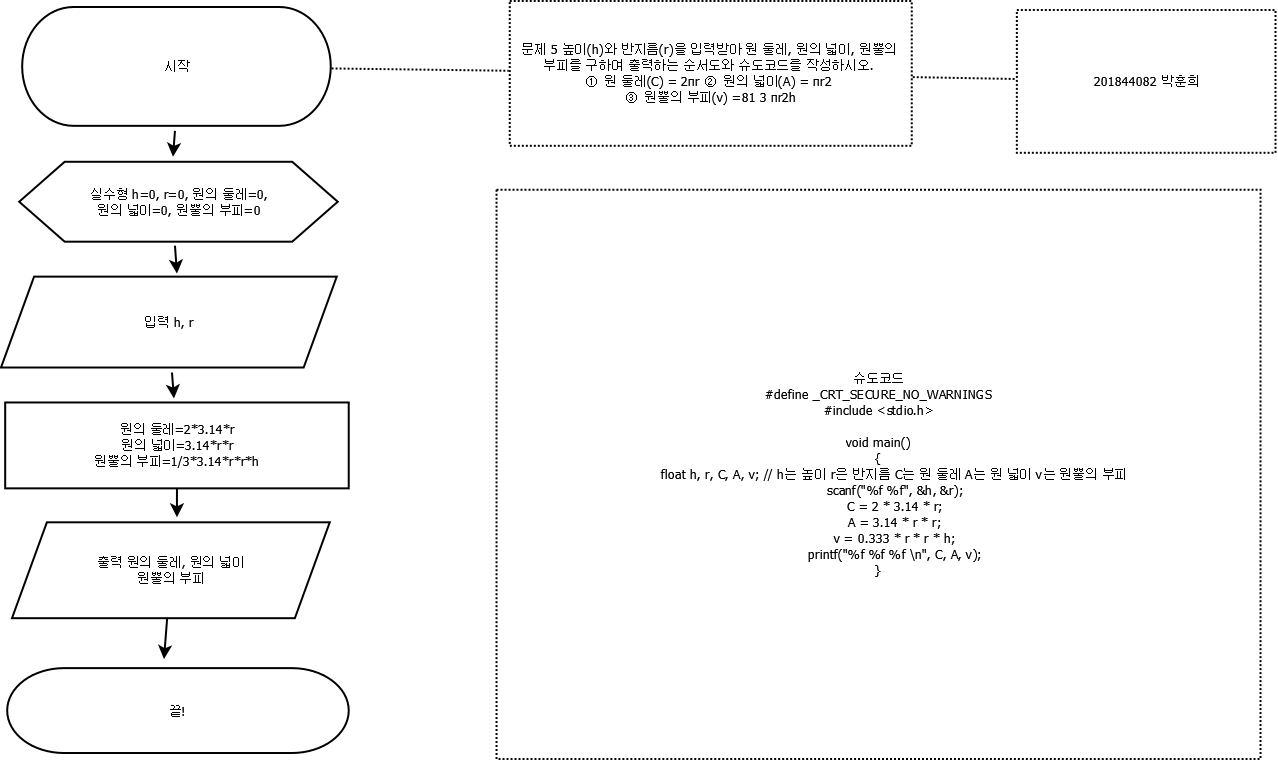 시작
문제 5 높이(h)와 반지름(r)을 입력받아 원 둘레, 원의 넓이, 원뿔의
부피를 구하며 출력하는 순서도와 슈도코드를 작성하시오.
① 원 둘레(C) = 2πr ② 원의 넓이(A) = πr2
③ 원뿔의 부피(v) =81 3 πr2h
201844082 박훈희
실수형 h=0, r=0, 원의 둘레=0,
원의 넓이=0, 원뿔의 부피=0
입력 h, r
원의 둘레=2*3.14*r
원의 넓이=3.14*r*r
원뿔의 부피=1/3*3.14*r*r*h
출력 원의 둘레, 원의 넓이
원뿔의 부피
끝!
슈도코드
#define _CRT_SECURE_NO_WARNINGS
#include <stdio.h>
void main()
{
float h, r, C, A, v; // h는 높이 r은 반지름 C는 원 둘레 A는 원 넓이 v는 원뿔의 부피
scanf("%f %f", &h, &r);
C = 2 * 3.14 * r;
A = 3.14 * r * r;
v = 0.333 * r * r * h;
printf("%f %f %f \n", C, A, v);
}